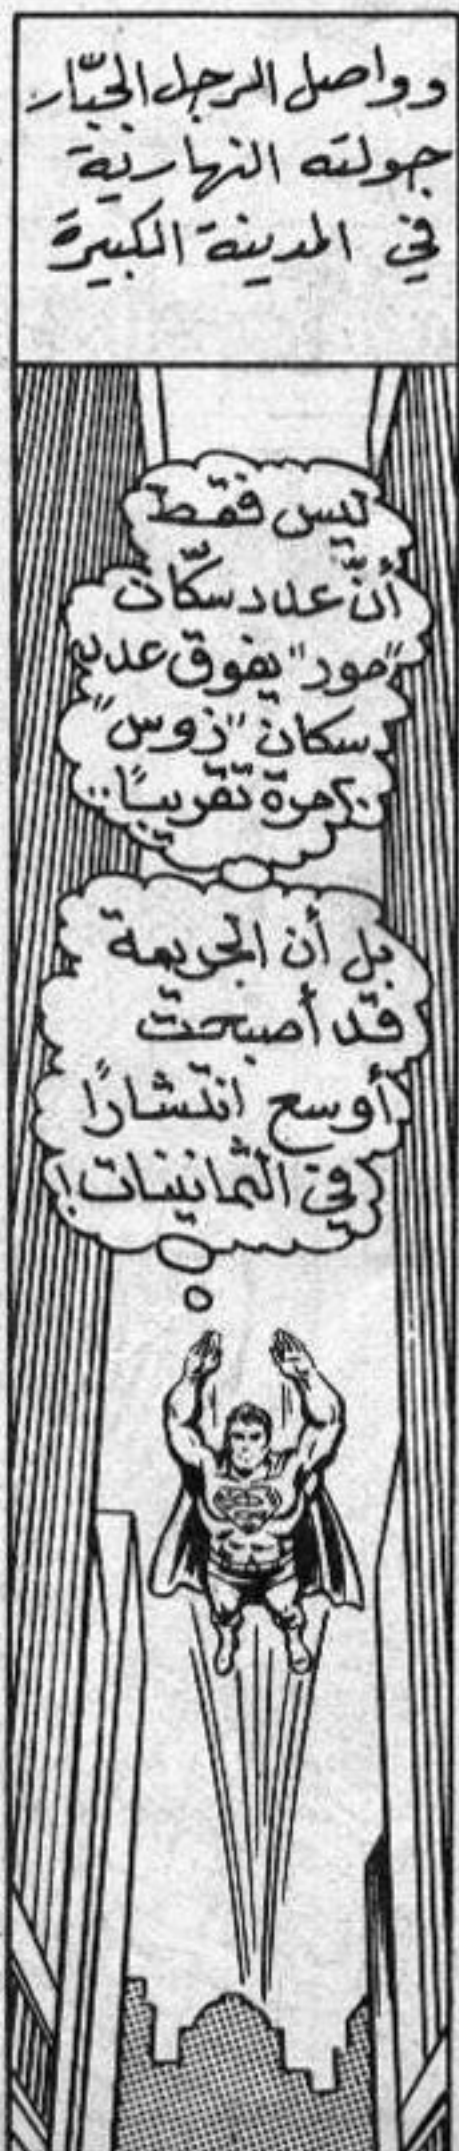 وواصل الرجل الجبّار
جولته النهارية
في المدينة الكبيرة
ليس فقط
أنّ عدد سكّان
"مور" يفوق عدد
سكان "زوس"
مرة تقريبًا..
بل أن الجريمة
قد أصبحت
أوسع انتشارًا
في الثمانينات!